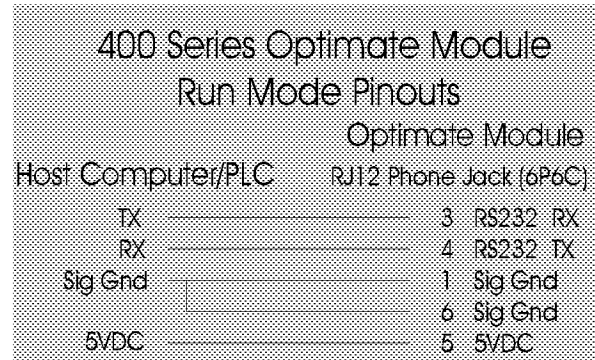 400 Series Optimate Module
Run Mode Pinouts
Optimate Module
Host Computer/PLC RJ12 Phone Jack (6P6C)
TX 3 RS232 RX
RX 4 RS232 TX
Sig Gnd 1 Sig Gnd
6 Sig Gnd
5VDC 5 5VDC